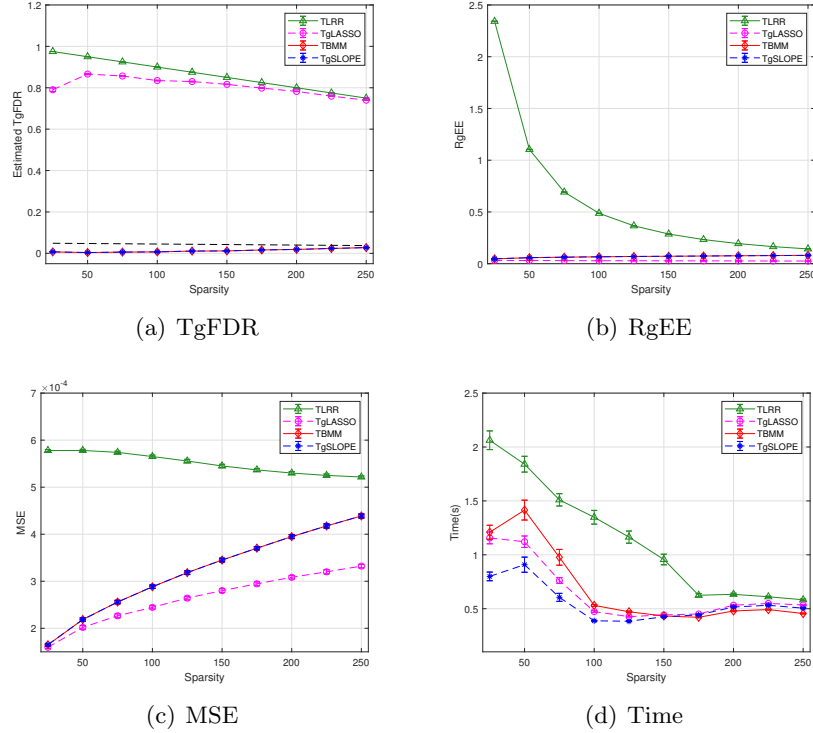 1.2
1
0.8
0.6
0.4
0.2
0
Estimated TgFDR
50 100 150 200 250
Sparsity
TLRR
TgLASSO
TBMM
TgSLOPE
(a) TgFDR
2.5
2
1.5
1
0.5
0
RgEE
50 100 150 200 250
Sparsity
TLRR
TgLASSO
TBMM
TgSLOPE
(b) RgEE
×10⁻⁴
7
6
5
4
3
2
MSE
50 100 150 200 250
Sparsity
TLRR
TgLASSO
TBMM
TgSLOPE
(c) MSE
2.5
2
1.5
1
0.5
Time(s)
50 100 150 200 250
Sparsity
TLRR
TgLASSO
TBMM
TgSLOPE
(d) Time